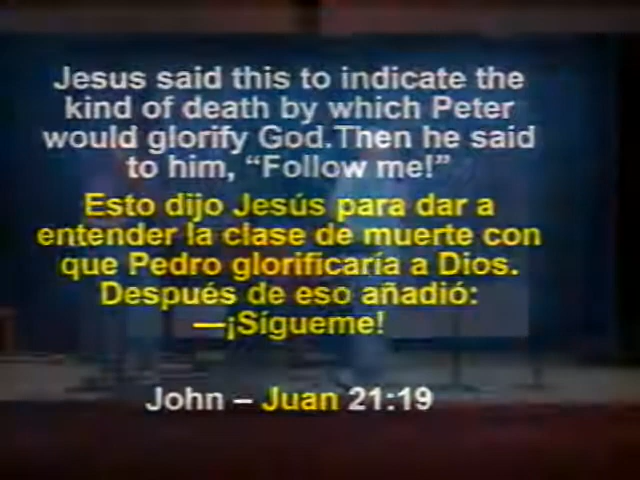 Jesus said this to indicate the
kind of death by which Peter
would glorify God.Then he said
to him, “Follow me!”
Esto dijo Jesús para dar a
entender la clase de muerte con
que Pedro glorificaría a Dios.
Después de eso añadió:
—¡Sígueme!
John – Juan 21:19